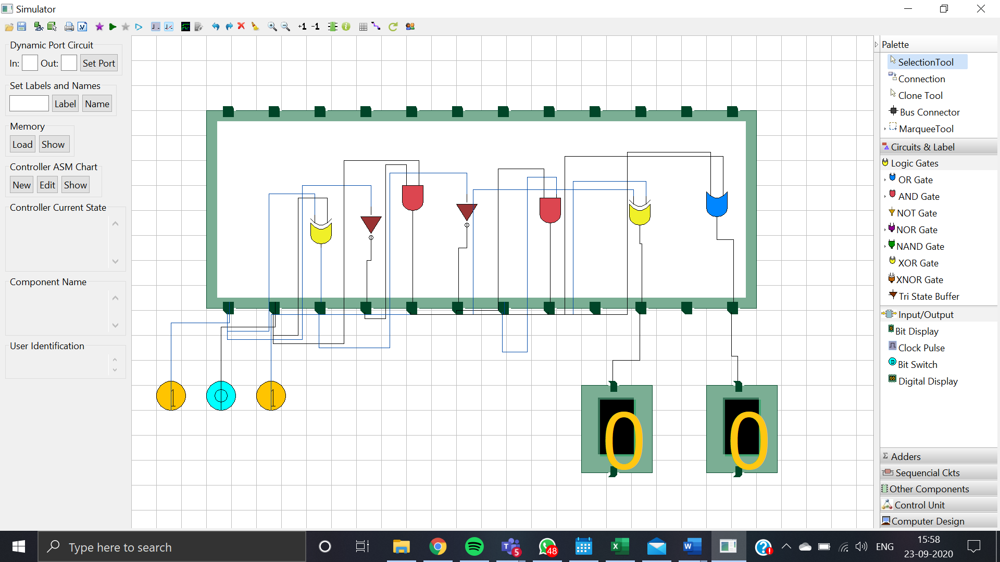 Simulator
+1 -1
Dynamic Port Circuit
In: Out: Set Port
Set Labels and Names
Label Name
Memory
Load Show
Controller ASM Chart
New Edit Show
Controller Current State
Component Name
User Identification
1 0 1
0 0
Palette
SelectionTool
Connection
Clone Tool
Bus Connector
MarqueeTool
Circuits & Label
Logic Gates
OR Gate
AND Gate
NOT Gate
NOR Gate
NAND Gate
XOR Gate
XNOR Gate
Tri State Buffer
Input/Output
Bit Display
Clock Pulse
Bit Switch
Digital Display
Σ Adders
Sequencial Ckts
Other Components
Control Unit
Computer Design
Type here to search
5
48
ENG
15:58
23-09-2020